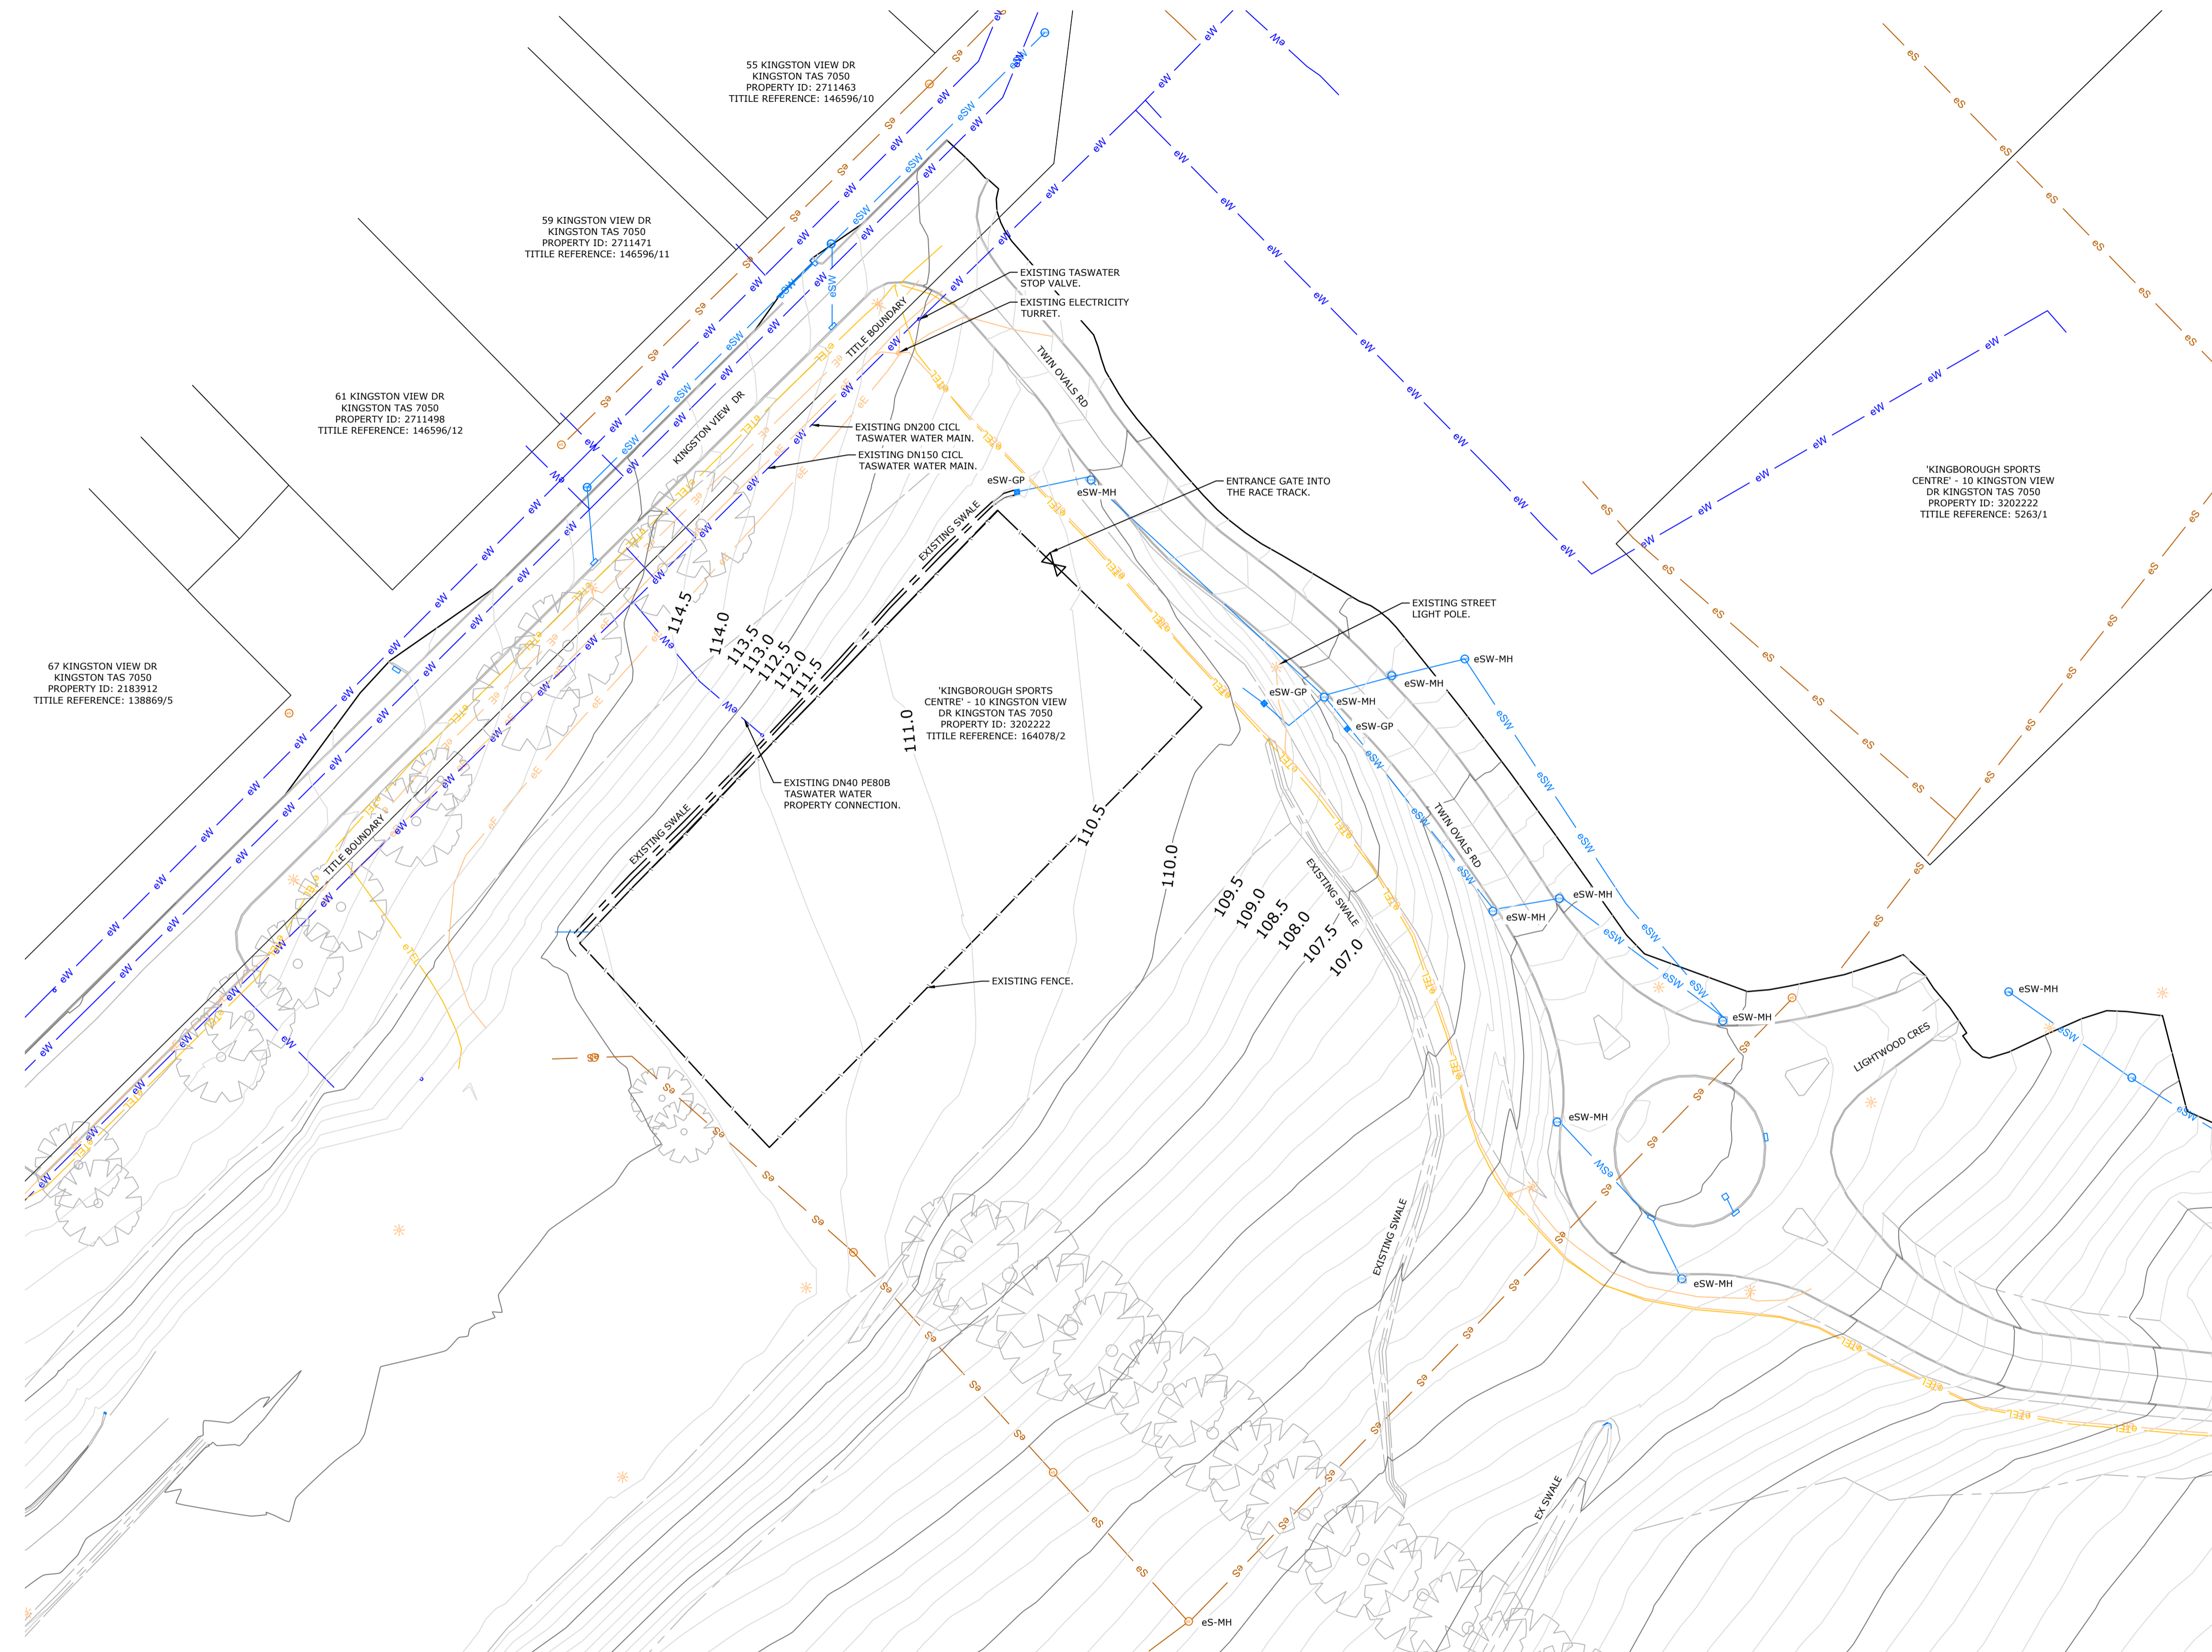 55 KINGSTON VIEW DR
KINGSTON TAS 7050
PROPERTY ID: 2711463
TITILE REFERENCE: 146596/10
59 KINGSTON VIEW DR
KINGSTON TAS 7050
PROPERTY ID: 2711471
TITILE REFERENCE: 146596/11
61 KINGSTON VIEW DR
KINGSTON TAS 7050
PROPERTY ID: 2711498
TITILE REFERENCE: 146596/12
67 KINGSTON VIEW DR
KINGSTON TAS 7050
PROPERTY ID: 2183912
TITILE REFERENCE: 138869/5
EXISTING TASWATER
STOP VALVE.
EXISTING ELECTRICITY
TURRET.
TITLE BOUNDARY
KINGSTON VIEW DR
TWIN OVALS RD
EXISTING DN200 CICL
TASWATER WATER MAIN.
EXISTING DN150 CICL
TASWATER WATER MAIN.
eSW-GP
eSW-MH
ENTRANCE GATE INTO
THE RACE TRACK.
EXISTING SWALE
'KINGBOROUGH SPORTS
CENTRE' - 10 KINGSTON VIEW
DR KINGSTON TAS 7050
PROPERTY ID: 3202222
TITILE REFERENCE: 5263/1
EXISTING STREET
LIGHT POLE.
114.5
114.0
113.5
113.0
112.5
112.0
111.5
111.0
110.5
110.0
109.5
109.0
108.5
108.0
107.5
107.0
'KINGBOROUGH SPORTS
CENTRE' - 10 KINGSTON VIEW
DR KINGSTON TAS 7050
PROPERTY ID: 3202222
TITILE REFERENCE: 164078/2
eSW-GP
eSW-MH
eSW-MH
eSW-MH
eSW-GP
EXISTING DN40 PE80B
TASWATER WATER
PROPERTY CONNECTION.
EXISTING SWALE
TITLE BOUNDARY
EXISTING SWALE
TWIN OVALS RD
eSW-MH
eSW-MH
EXISTING FENCE.
eSW-MH
eSW-MH
LIGHTWOOD CRES
eSW-MH
eSW-MH
EXISTING SWALE
EX SWALE
eS-MH
eW
eS
eSW
eTEL
eE